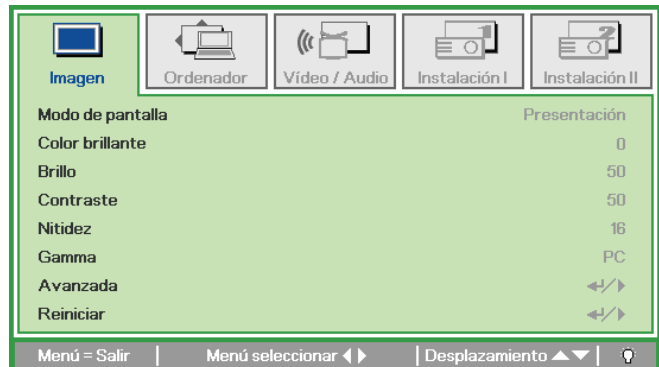 Imagen Ordenador Vídeo / Audio Instalación I Instalación II
Modo de pantalla Presentación
Color brillante 0
Brillo 50
Contraste 50
Nitidez 16
Gamma PC
Avanzada ↵/▶
Reiniciar ↵/▶
Menú = Salir | Menú seleccionar ◀▶ | Desplazamiento ▲▼ |